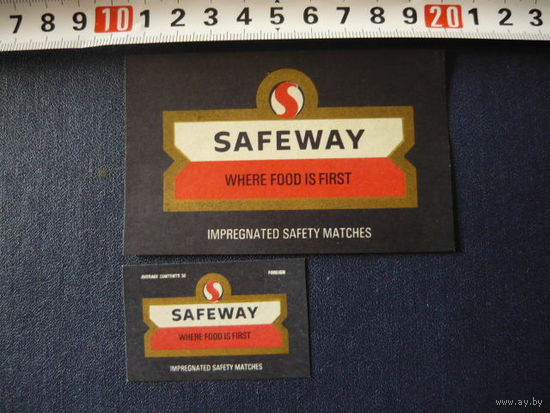 7 8 9 10 1 2 3 4 5 6 7 8 9 20 1 2 3
SAFEWAY
WHERE FOOD IS FIRST
IMPREGNATED SAFETY MATCHES
AVERAGE CONTENTS 50 FOREIGN
SAFEWAY
WHERE FOOD IS FIRST
IMPREGNATED SAFETY MATCHES
www.ay.by